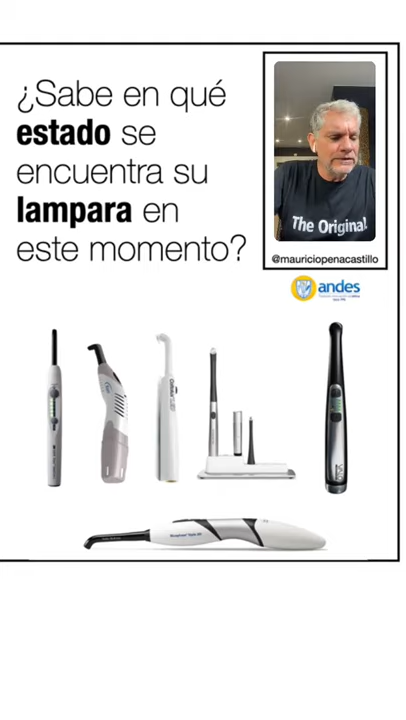 ¿Sabe en qué
estado se
encuentra su
lampara en
este momento?
The Original.
@mauriciopenacastillo
andes